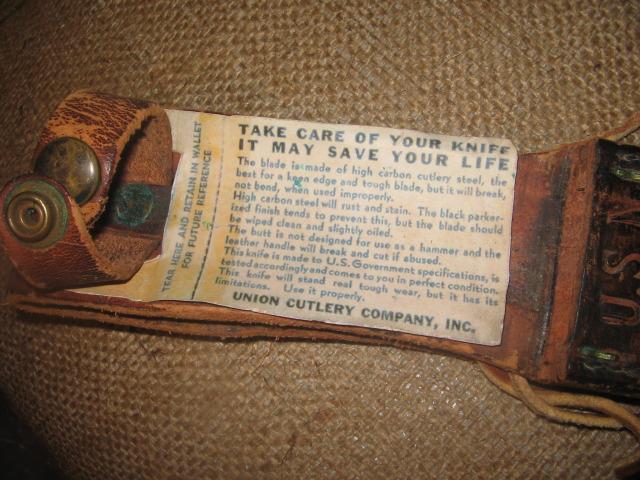 TEAR HERE AND RETAIN IN WALLET
FOR FUTURE REFERENCE
TAKE CARE OF YOUR KNIFE
IT MAY SAVE YOUR LIFE
The blade is made of high carbon cutlery steel, the
best for a keen edge and tough blade, but it will break,
not bend, when used improperly.
High carbon steel will rust and stain. The black parker-
ized finish tends to prevent this, but the blade should
be wiped clean and slightly oiled.
The butt is not designed for use as a hammer and the
leather handle will break and cut if abused.
This knife is made to U.S. Government specifications, is
tested accordingly and comes to you in perfect condition.
This knife will stand real tough wear, but it has its
limitations. Use it properly.
UNION CUTLERY COMPANY, INC.
U.S.N